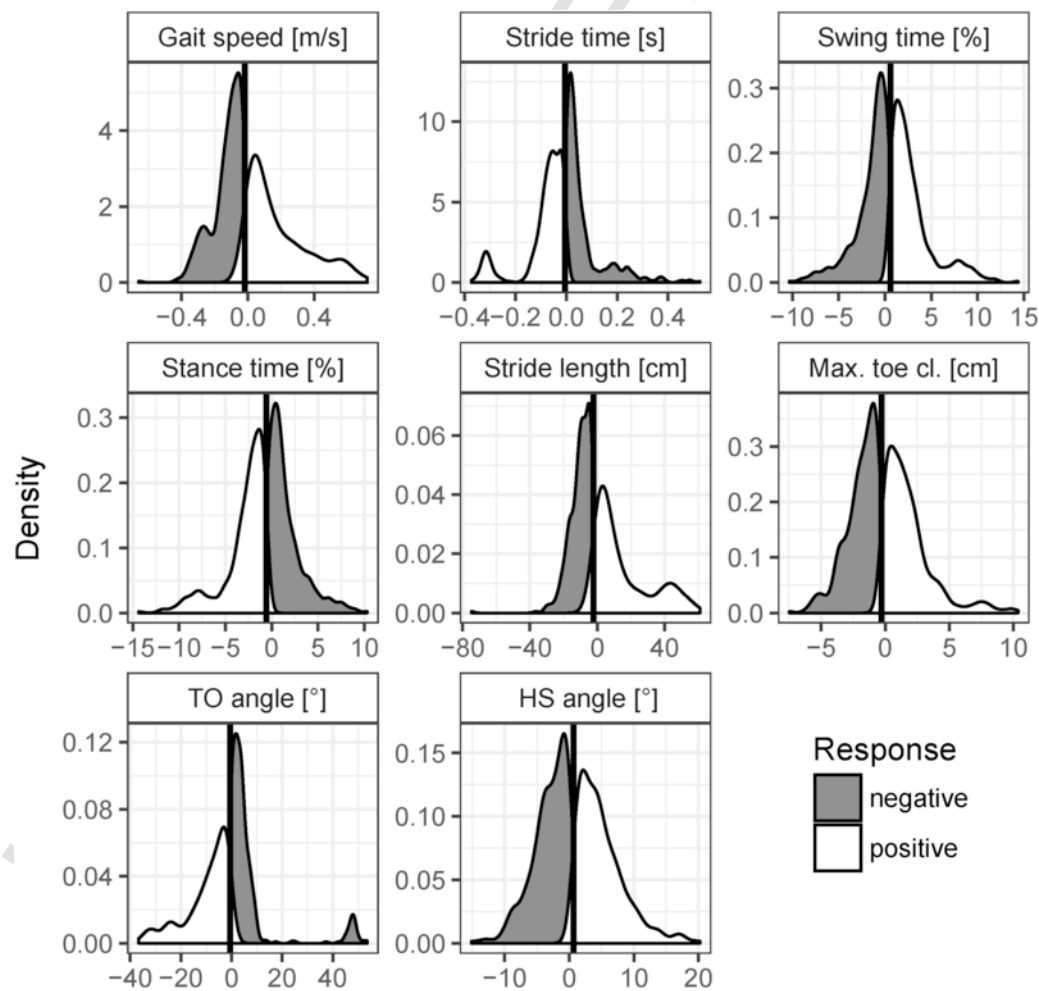 Gait speed [m/s] Stride time [s] Swing time [%]
4
2
0
−0.4 0.0 0.4
10
5
0
−0.4 −0.2 0.0 0.2 0.4
0.3
0.2
0.1
0.0
−10 −5 0 5 10 15
Stance time [%] Stride length [cm] Max. toe cl. [cm]
0.3
0.2
0.1
0.0
−15 −10 −5 0 5 10
0.06
0.04
0.02
0.00
−80 −40 0 40
0.3
0.2
0.1
0.0
−5 0 5 10
Density
TO angle [°] HS angle [°]
0.12
0.08
0.04
0.00
−40 −20 0 20 40
0.15
0.10
0.05
0.00
−10 0 10 20
Response
negative
positive